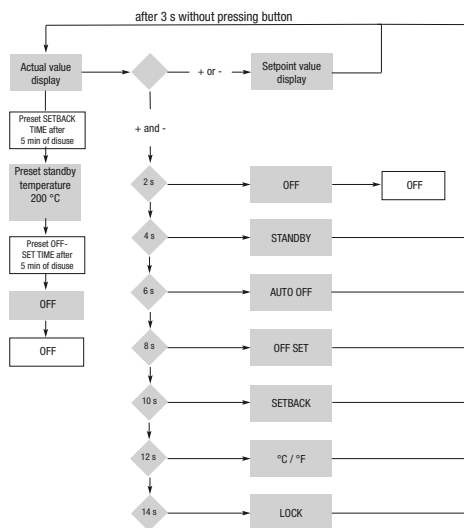 after 3 s without pressing button
Actual value
display
+ or -
Setpoint value
display
Preset SETBACK
TIME after
5 min of disuse
+ and -
Preset standby
temperature
200 °C
2 s
OFF
OFF
Preset OFF-
SET TIME after
5 min of disuse
4 s
STANDBY
OFF
6 s
AUTO OFF
OFF
8 s
OFF SET
10 s
SETBACK
12 s
°C / °F
14 s
LOCK